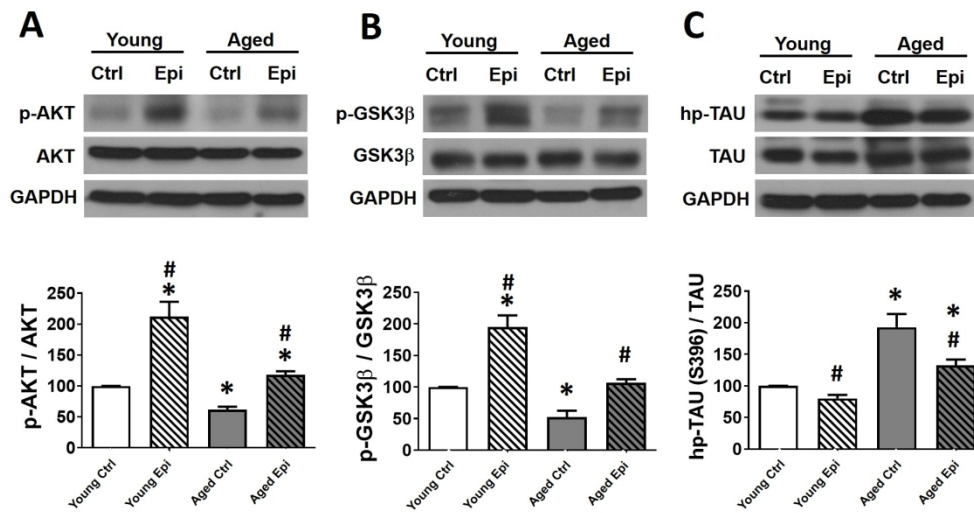 A
Young Aged
Ctrl Epi Ctrl Epi
p-AKT
AKT
GAPDH
p-AKT / AKT
250
200
150
100
50
0
# *
*
# *
Young Ctrl
Young Epi
Aged Ctrl
Aged Epi
B
Young Aged
Ctrl Epi Ctrl Epi
p-GSK3β
GSK3β
GAPDH
p-GSK3β / GSK3β
250
200
150
100
50
0
# *
*
#
Young Ctrl
Young Epi
Aged Ctrl
Aged Epi
C
Young Aged
Ctrl Epi Ctrl Epi
hp-TAU
TAU
GAPDH
hp-TAU (S396) / TAU
250
200
150
100
50
0
#
*
* #
Young Ctrl
Young Epi
Aged Ctrl
Aged Epi